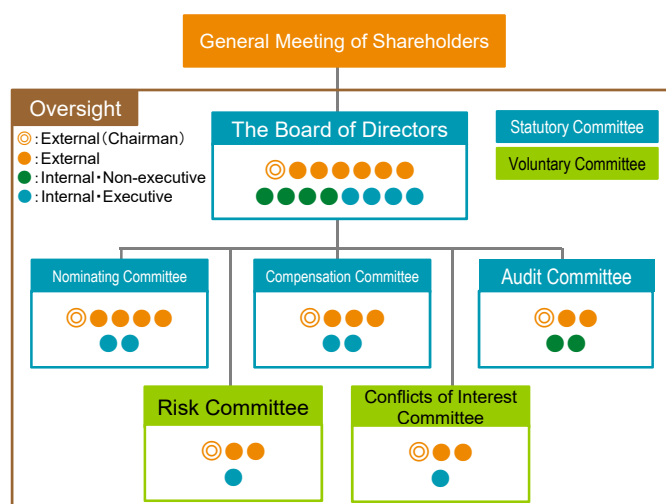 General Meeting of Shareholders
Oversight
：External（Chairman）
：External
：Internal・Non-executive
：Internal・Executive
The Board of Directors
Statutory Committee
Voluntary Committee
Nominating Committee
Compensation Committee
Audit Committee
Risk Committee
Conflicts of Interest
Committee